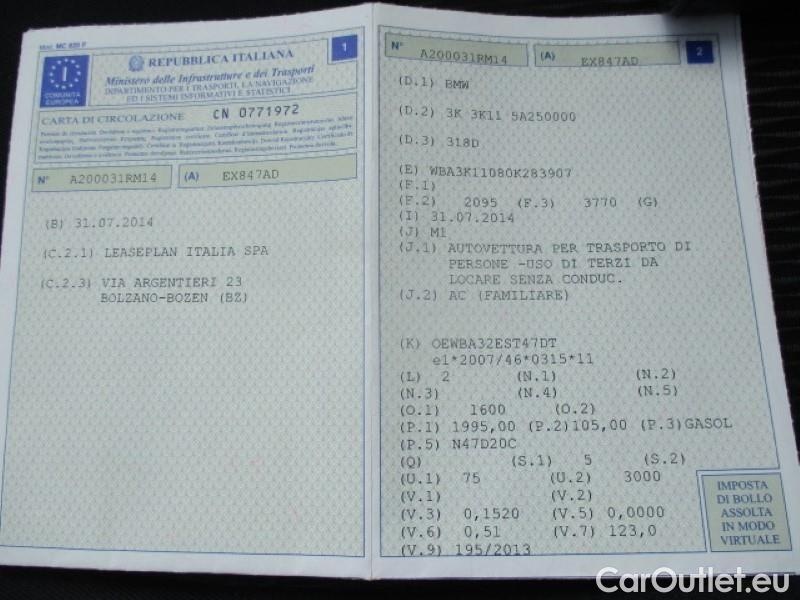 Mod. MC 820 F
1
REPUBBLICA ITALIANA
Ministero delle Infrastrutture e dei Trasporti
DIPARTIMENTO PER I TRASPORTI, LA NAVIGAZIONE
ED I SISTEMI INFORMATIVI E STATISTICI
I
COMUNITÀ
EUROPEA
CARTA DI CIRCOLAZIONE CN 0771972
N° A200031RM14 (A) EX847AD
(B) 31.07.2014
(C.2.1) LEASEPLAN ITALIA SPA
(C.2.3) VIA ARGENTIERI 23
BOLZANO-BOZEN (BZ)
N° A200031RM14 (A) EX847AD
2
(D.1) BMW
(D.2) 3K 3K11 5A250000
(D.3) 318D
(E) WBA3K11080K283907
(F.1)
(F.2) 2095 (F.3) 3770 (G)
(I) 31.07.2014
(J) M1
(J.1) AUTOVETTURA PER TRASPORTO DI
PERSONE -USO DI TERZI DA
LOCARE SENZA CONDUC.
(J.2) AC (FAMILIARE)
(K) OEWBA32EST47DT
e1*2007/46*0315*11
(L) 2 (N.1) (N.2)
(N.3) (N.4) (N.5)
(O.1) 1600 (O.2)
(P.1) 1995,00 (P.2)105,00 (P.3)GASOL
(P.5) N47D20C
(Q) (S.1) 5 (S.2)
(U.1) 75 (U.2) 3000
(V.1) (V.2)
(V.3) 0,1520 (V.5) 0,0000
(V.6) 0,51 (V.7) 123,0
(V.9) 195/2013
IMPOSTA
DI BOLLO
ASSOLTA
IN MODO
VIRTUALE
CarOutlet.eu